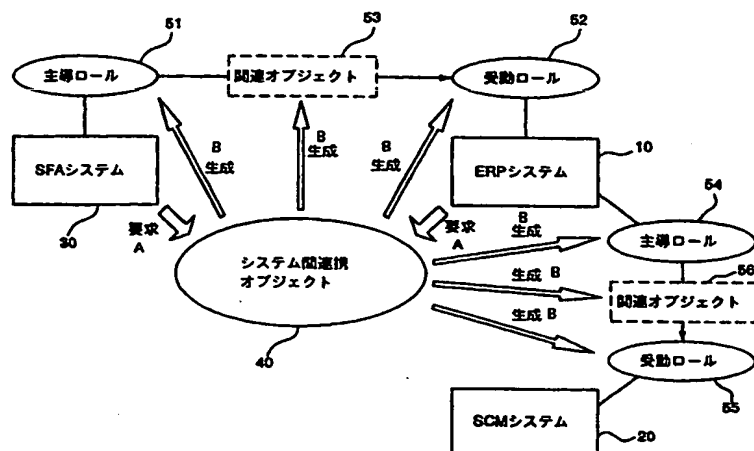 51
53
52
主導ロール
関連オブジェクト
受動ロール
B
生成
B
生成
B
生成
10
SFAシステム
ERPシステム
30
要求
A
要求
A
54
B
生成
主導ロール
システム間連携
オブジェクト
56
生成 B
関連オブジェクト
生成 B
40
受動ロール
55
SCMシステム
20